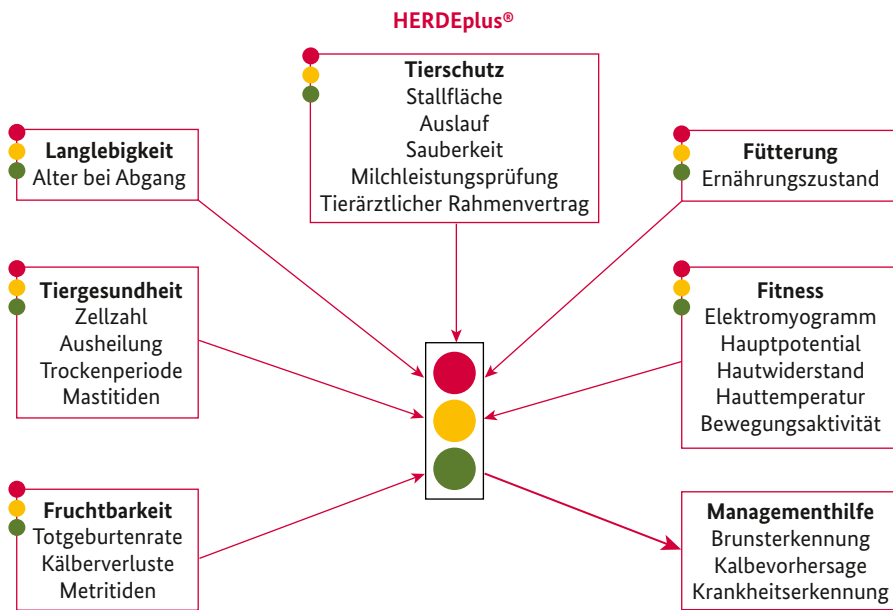 HERDEplus®
Tierschutz
Stallfläche
Auslauf
Sauberkeit
Milchleistungsprüfung
Tierärztlicher Rahmenvertrag
Langlebigkeit
Alter bei Abgang
Fütterung
Ernährungszustand
Tiergesundheit
Zellzahl
Ausheilung
Trockenperiode
Mastitiden
Fitness
Elektromyogramm
Hauptpotential
Hautwiderstand
Hauttemperatur
Bewegungsaktivität
Fruchtbarkeit
Totgeburtenrate
Kälberverluste
Metritiden
Managementhilfe
Brunsterkennung
Kalbevorhersage
Krankheitserkennung